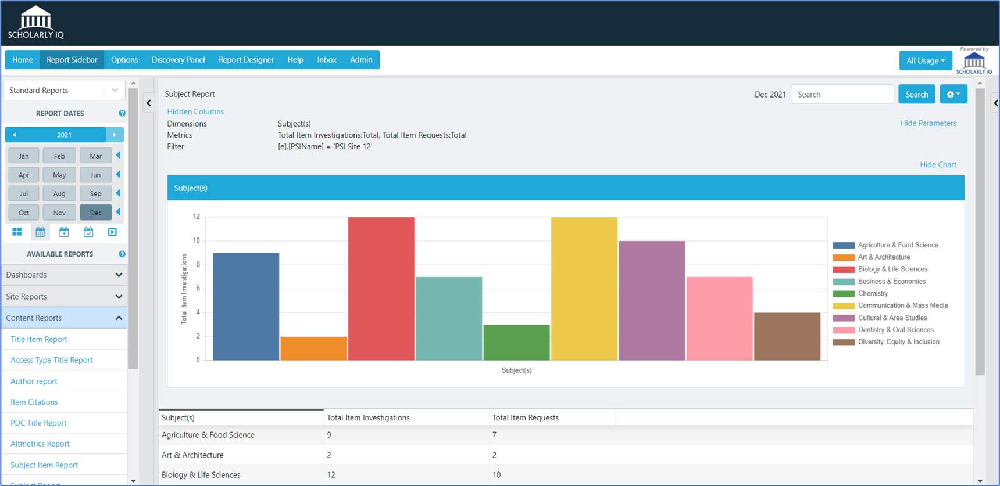 SCHOLARLY iQ
Home Report Sidebar Options Discovery Panel Report Designer Help Inbox Admin
All Usage
Powered by
SCHOLARLY iQ
Standard Reports
REPORT DATES ?
2021
Jan Feb Mar
Apr May Jun
Jul Aug Sep
Oct Nov Dec
AVAILABLE REPORTS ?
Dashboards
Site Reports
Content Reports
Title Item Report
Access Type Title Report
Author report
Item Citations
PDC Title Report
Altmetrics Report
Subject Item Report
Subject Report
Subject Report
Dec 2021 Search Search
Hidden Columns
Hide Parameters
Dimensions Subject(s)
Metrics Total Item Investigations:Total, Total Item Requests:Total
Filter [e].[PSIName] = 'PSI Site 12'
Hide Chart
Subject(s)
Total Item Investigations
12
10
8
6
4
2
0
Subject(s)
Agriculture & Food Science
Art & Architecture
Biology & Life Sciences
Business & Economics
Chemistry
Communication & Mass Media
Cultural & Area Studies
Dentistry & Oral Sciences
Diversity, Equity & Inclusion
Subject(s) Total Item Investigations Total Item Requests
Agriculture & Food Science 9 7
Art & Architecture 2 2
Biology & Life Sciences 12 10